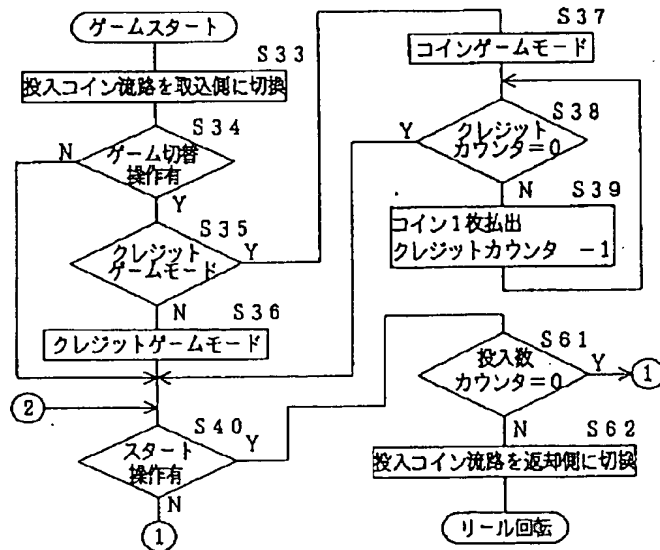 ゲームスタート
S33
投入コイン流路を取込側に切換
S34
N
ゲーム切替
操作有
Y
S35
クレジット
ゲームモード
Y
N
S36
クレジットゲームモード
②
S40
スタート
操作有
Y
N
①
S37
コインゲームモード
S38
Y
クレジット
カウンタ=0
N
S39
コイン1枚払出
クレジットカウンタ -1
S61
投入数
カウンタ=0
Y
①
N
S62
投入コイン流路を返却側に切換
リール回転